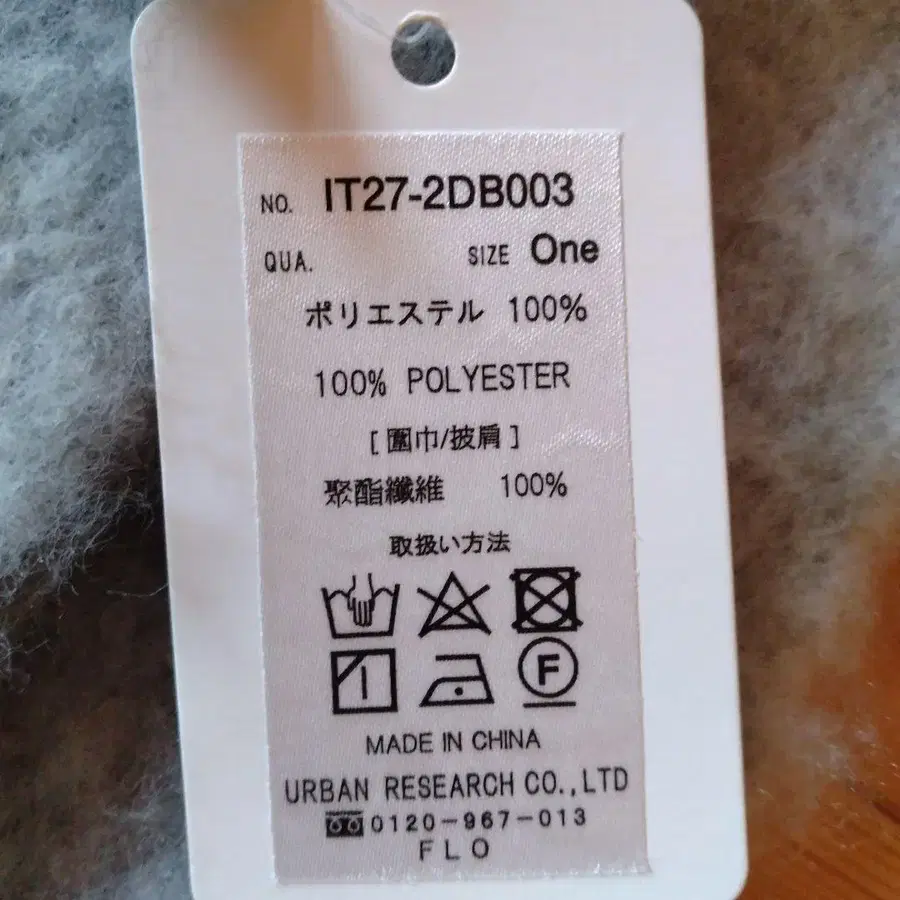 NO. IT27-2DB003
QUA. SIZE One
ポリエステル 100%
100% POLYESTER
[圍巾/披肩]
聚酯纖維 100%
取扱い方法
F
MADE IN CHINA
URBAN RESEARCH CO.,LTD
0120-967-013
FLO